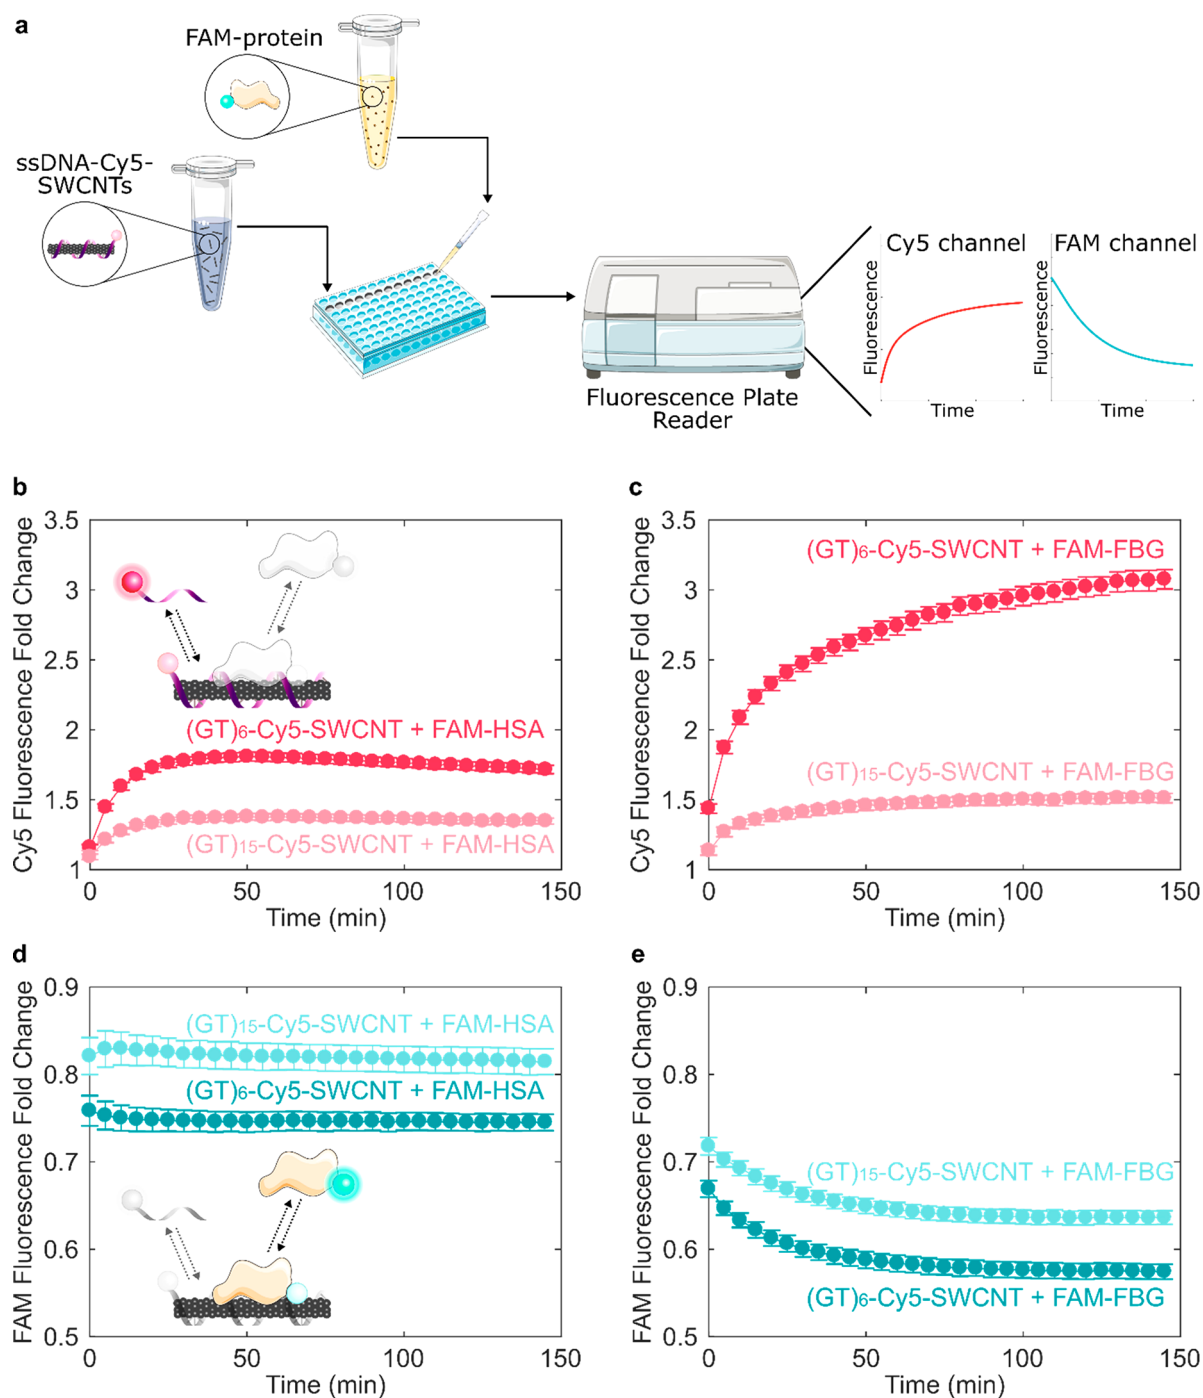 a
FAM-protein
ssDNA-Cy5-
SWCNTs
Fluorescence Plate
Reader
Cy5 channel
Fluorescence
Time
FAM channel
Fluorescence
Time
b
Cy5 Fluorescence Fold Change
3.5
3
2.5
2
1.5
1
(GT)6-Cy5-SWCNT + FAM-HSA
(GT)15-Cy5-SWCNT + FAM-HSA
0 50 100 150
Time (min)
c
Cy5 Fluorescence Fold Change
3.5
3
2.5
2
1.5
1
(GT)6-Cy5-SWCNT + FAM-FBG
(GT)15-Cy5-SWCNT + FAM-FBG
0 50 100 150
Time (min)
d
FAM Fluorescence Fold Change
0.9
0.8
0.7
0.6
0.5
(GT)15-Cy5-SWCNT + FAM-HSA
(GT)6-Cy5-SWCNT + FAM-HSA
0 50 100 150
Time (min)
e
FAM Fluorescence Fold Change
0.9
0.8
0.7
0.6
0.5
(GT)15-Cy5-SWCNT + FAM-FBG
(GT)6-Cy5-SWCNT + FAM-FBG
0 50 100 150
Time (min)